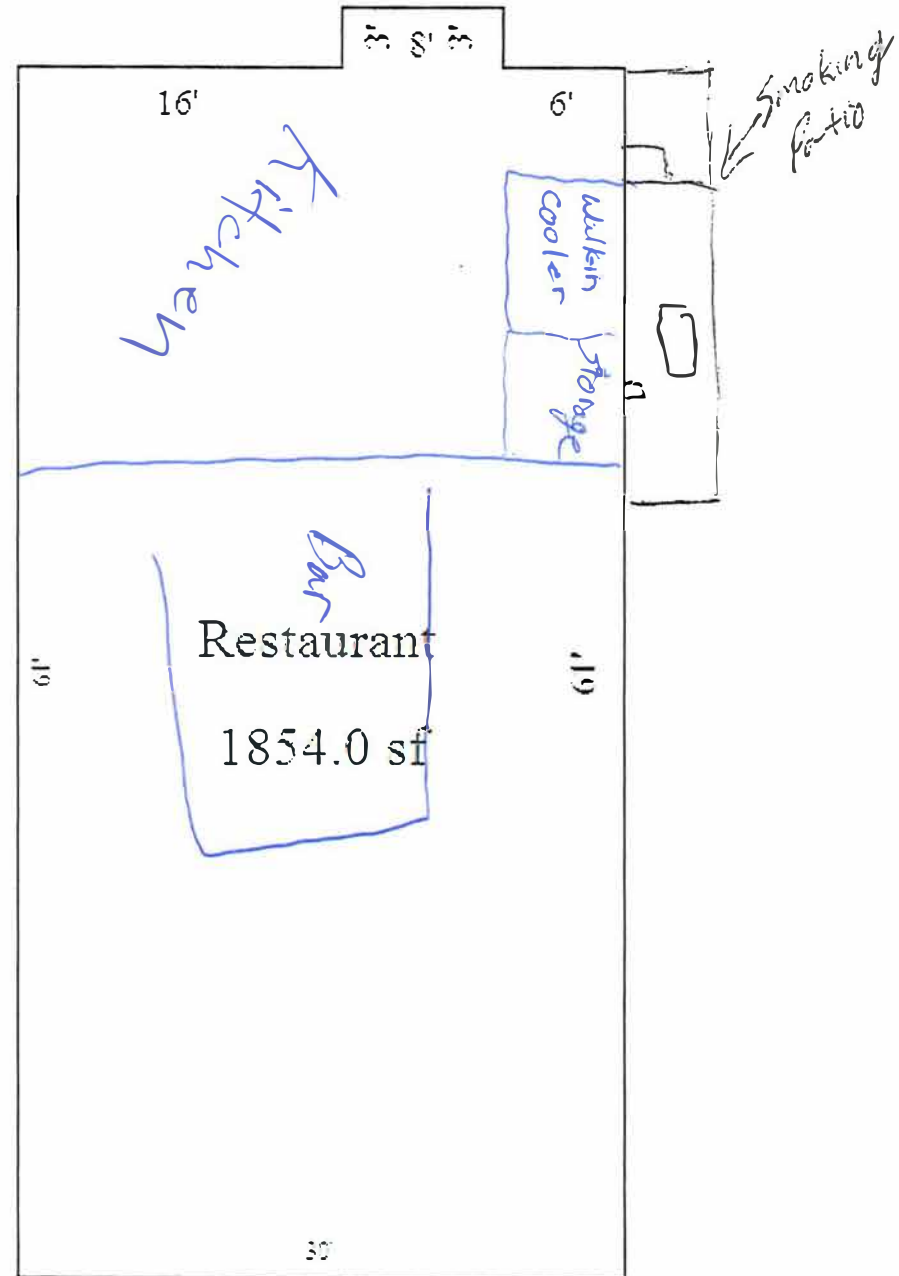 3' 8' 3'
16'
6'
Smoking
Patio
Kitchen
Walkin
cooler
Storage
Bar
Restaurant
61'
61'
1854.0 sf
30'